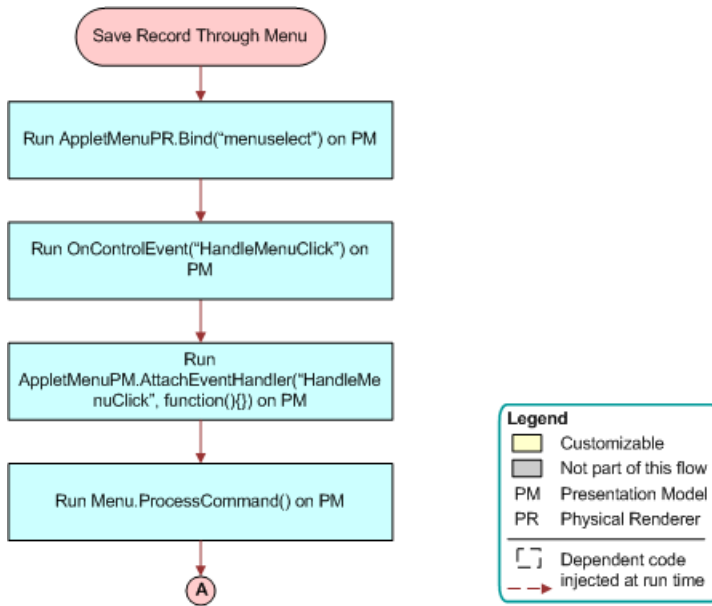 Save Record Through Menu
Run AppletMenuPR.Bind("menuselect") on PM
Run OnControlEvent("HandleMenuClick") on
PM
Run
AppletMenuPM.AttachEventHandler("HandleMe
nuClick", function(){}) on PM
Run Menu.ProcessCommand() on PM
A
Legend
Customizable
Not part of this flow
PM Presentation Model
PR Physical Renderer
Dependent code
injected at run time